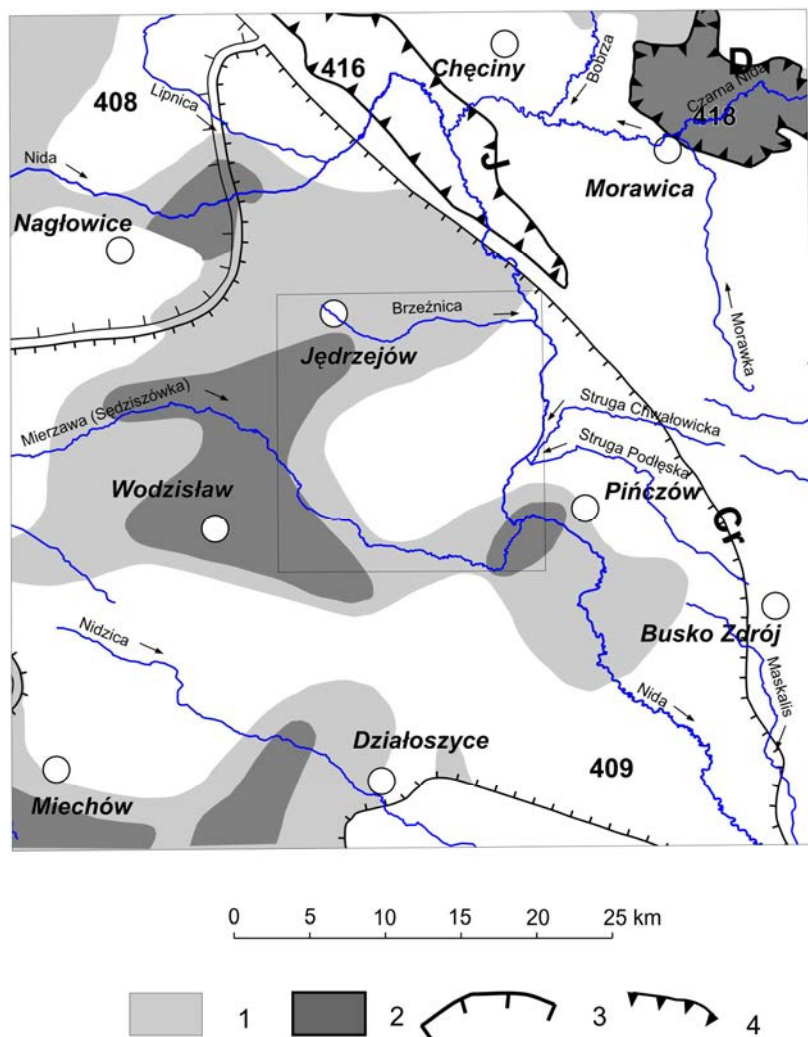 D
416
Chęciny
Bobrza
Czarna Nida
408
418
Lipnica
Nida
J
Morawica
Nagłowice
Brzeźnica
Morawka
Jędrzejów
Mierzawa (Sędziszówka)
Struga Chwałowicka
Struga Podłęska
Wodzisław
Pińczów
Cr
Busko Zdrój
Nidzica
Maskalis
Nida
Działoszyce
409
Miechów
0 5 10 15 20 25 km
1 2 3 4